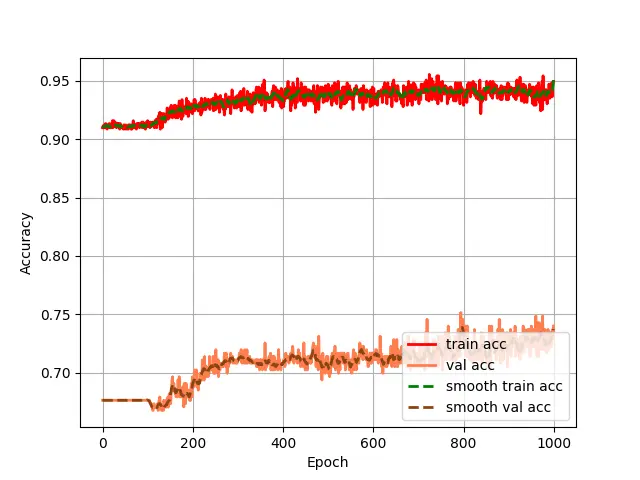 0.95
0.90
0.85
0.80
0.75
0.70
Accuracy
0 200 400 600 800 1000
Epoch
train acc
val acc
smooth train acc
smooth val acc